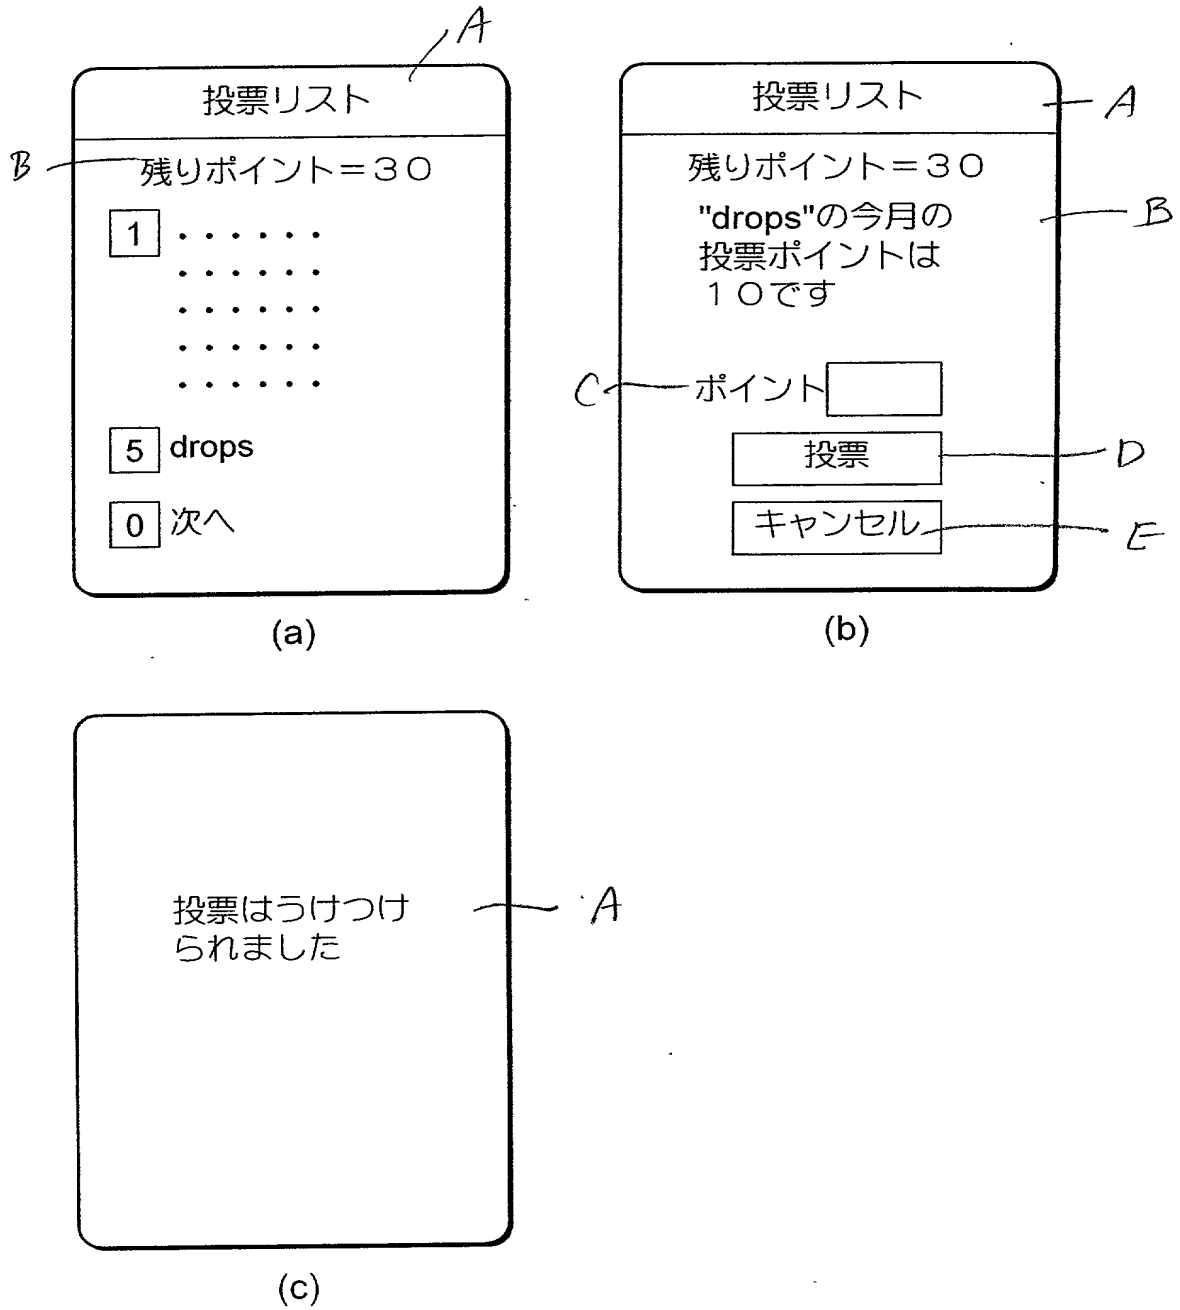 A
投票リスト
B
残りポイント＝３０
1 ・・・・・・
・・・・・・
・・・・・・
・・・・・・
・・・・・・
5 drops
0 次へ
(a)
投票リスト
A
残りポイント＝３０
"drops"の今月の
B
投票ポイントは
１０です
C
ポイント
投票
D
キャンセル
E
(b)
投票はうけつけ
A
られました
(c)